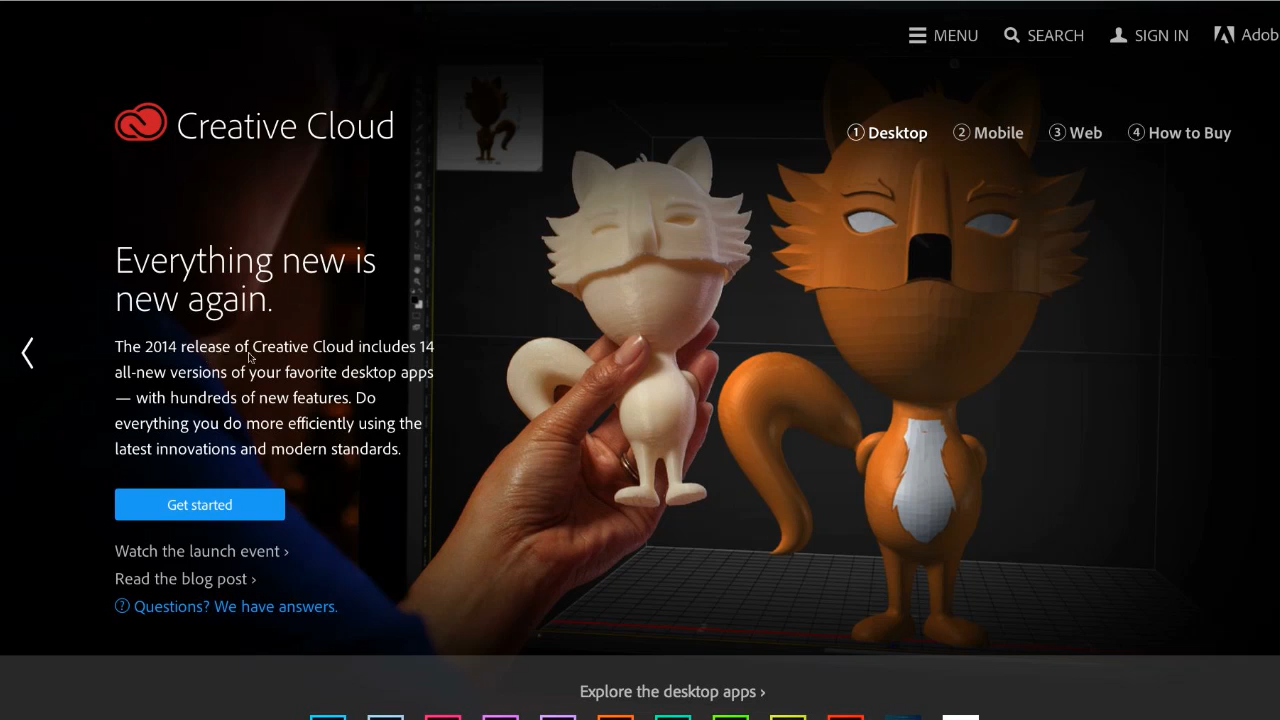 MENU SEARCH SIGN IN Adob
Creative Cloud
1 Desktop 2 Mobile 3 Web 4 How to Buy
Everything new is
new again.
The 2014 release of Creative Cloud includes 14
all-new versions of your favorite desktop apps
— with hundreds of new features. Do
everything you do more efficiently using the
latest innovations and modern standards.
Get started
Watch the launch event ›
Read the blog post ›
? Questions? We have answers.
Explore the desktop apps ›